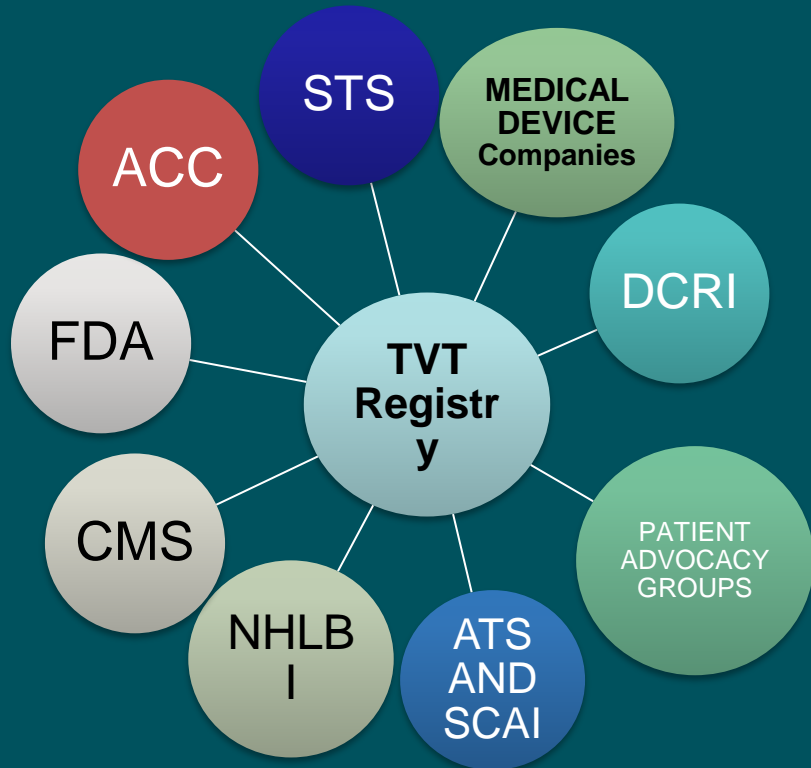 STS
MEDICAL
DEVICE
Companies
ACC
DCRI
FDA
TVT
Registr
y
CMS
PATIENT
ADVOCACY
GROUPS
NHLB
I
ATS
AND
SCAI